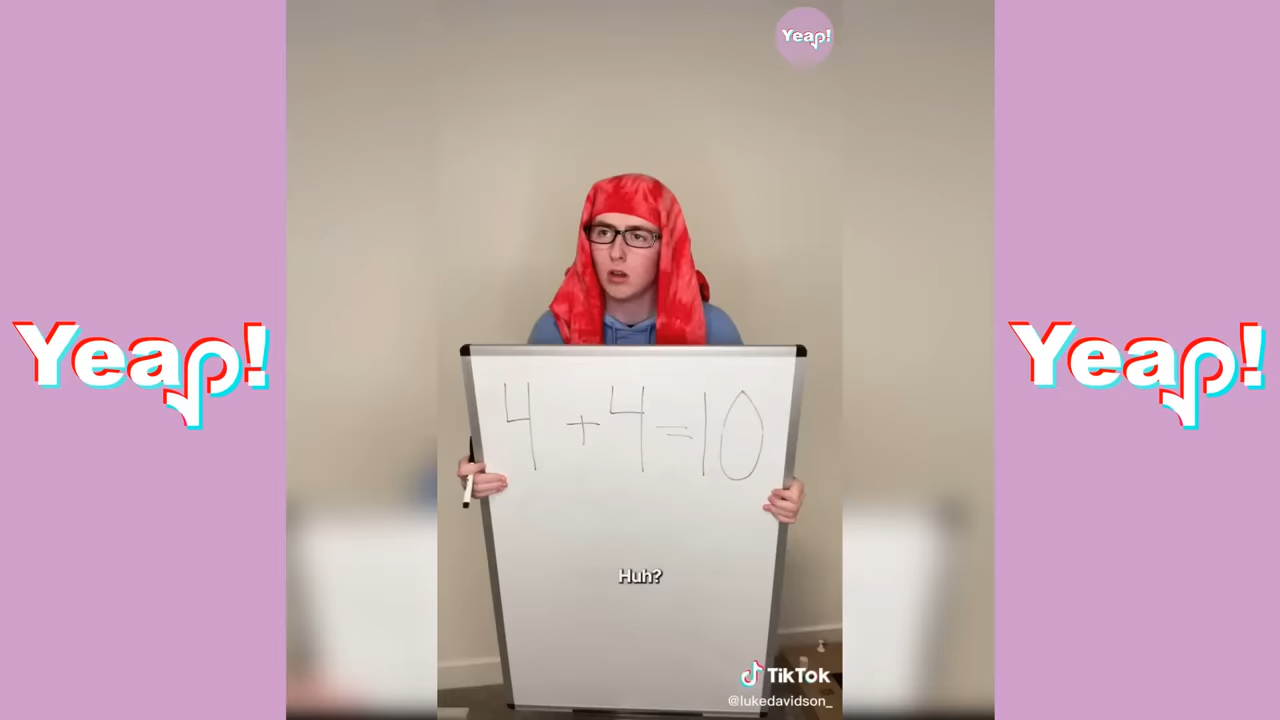 Yeap!
Yeap!
4 + 4 = 10
Huh?
TikTok
@lukedavidson_
Yeap!